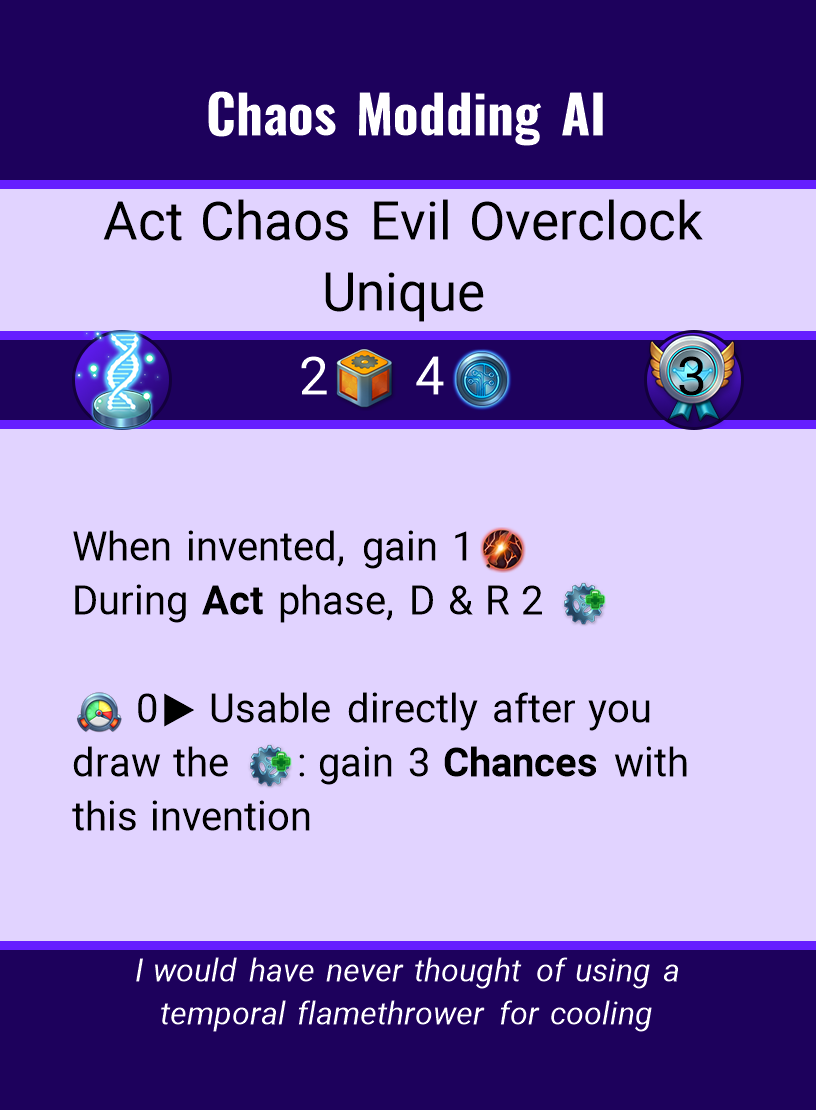 Chaos Modding AI
Act Chaos Evil Overclock
Unique
2 4 3
When invented, gain 1
During Act phase, D & R 2
0▶ Usable directly after you
draw the : gain 3 Chances with
this invention
I would have never thought of using a
temporal flamethrower for cooling